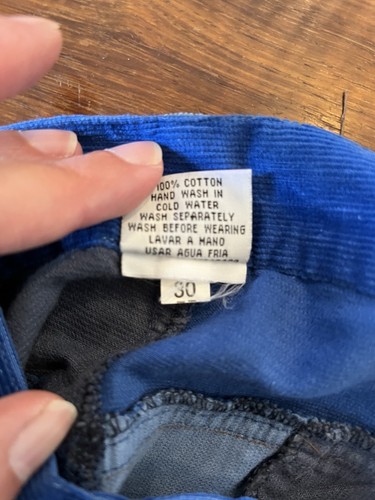 100% COTTON
HAND WASH IN
COLD WATER
WASH SEPARATELY
WASH BEFORE WEARING
LAVAR A MANO
USAR AGUA FRIA
30